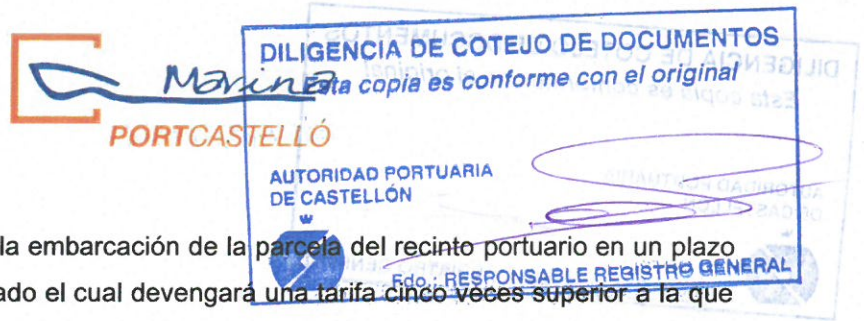 Marina
PORTCASTELLÓ
DILIGENCIA DE COTEJO DE DOCUMENTOS
Esta copia es conforme con el original
AUTORIDAD PORTUARIA
DE CASTELLÓN
Fdo.: RESPONSABLE REGISTRO GENERAL
la embarcación de la parcela del recinto portuario en un plazo
ado el cual devengará una tarifa cinco veces superior a la que